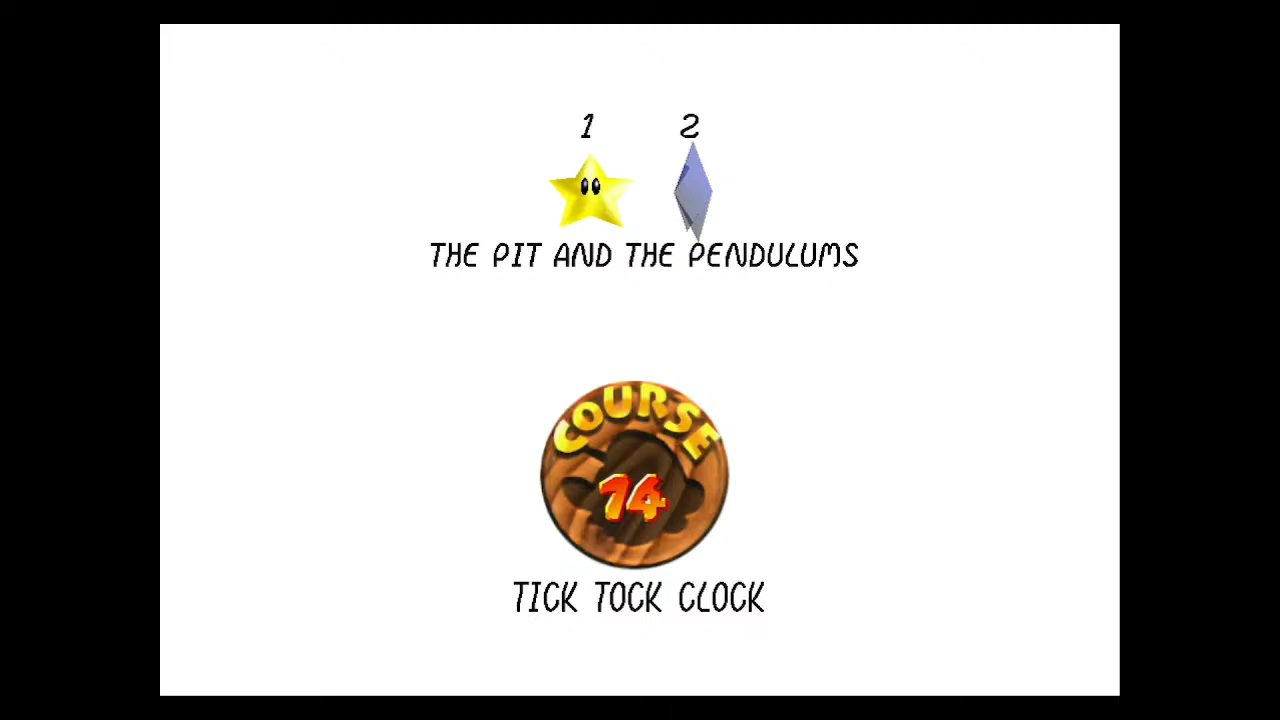 1 2
THE PIT AND THE PENDULUMS
COURSE
14
TICK TOCK CLOCK